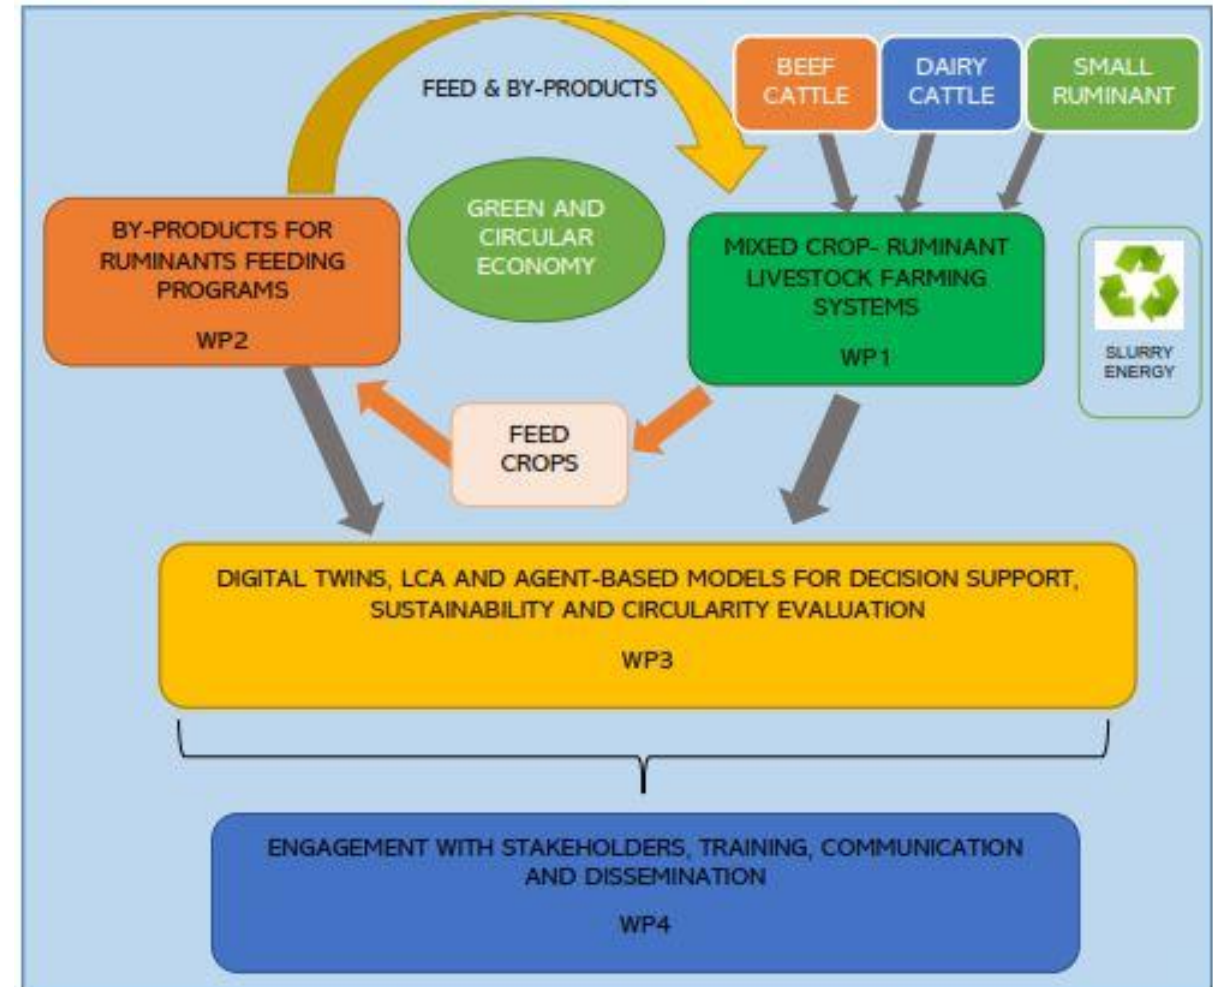 FEED & BY-PRODUCTS
BEEF
CATTLE
DAIRY
CATTLE
SMALL
RUMINANT
BY-PRODUCTS FOR
RUMINANTS FEEDING
PROGRAMS
WP2
GREEN AND
CIRCULAR
ECONOMY
MIXED CROP- RUMINANT
LIVESTOCK FARMING
SYSTEMS
WP1
SLURRY
ENERGY
FEED
CROPS
DIGITAL TWINS, LCA AND AGENT-BASED MODELS FOR DECISION SUPPORT,
SUSTAINABILITY AND CIRCULARITY EVALUATION
WP3
ENGAGEMENT WITH STAKEHOLDERS, TRAINING, COMMUNICATION
AND DISSEMINATION
WP4